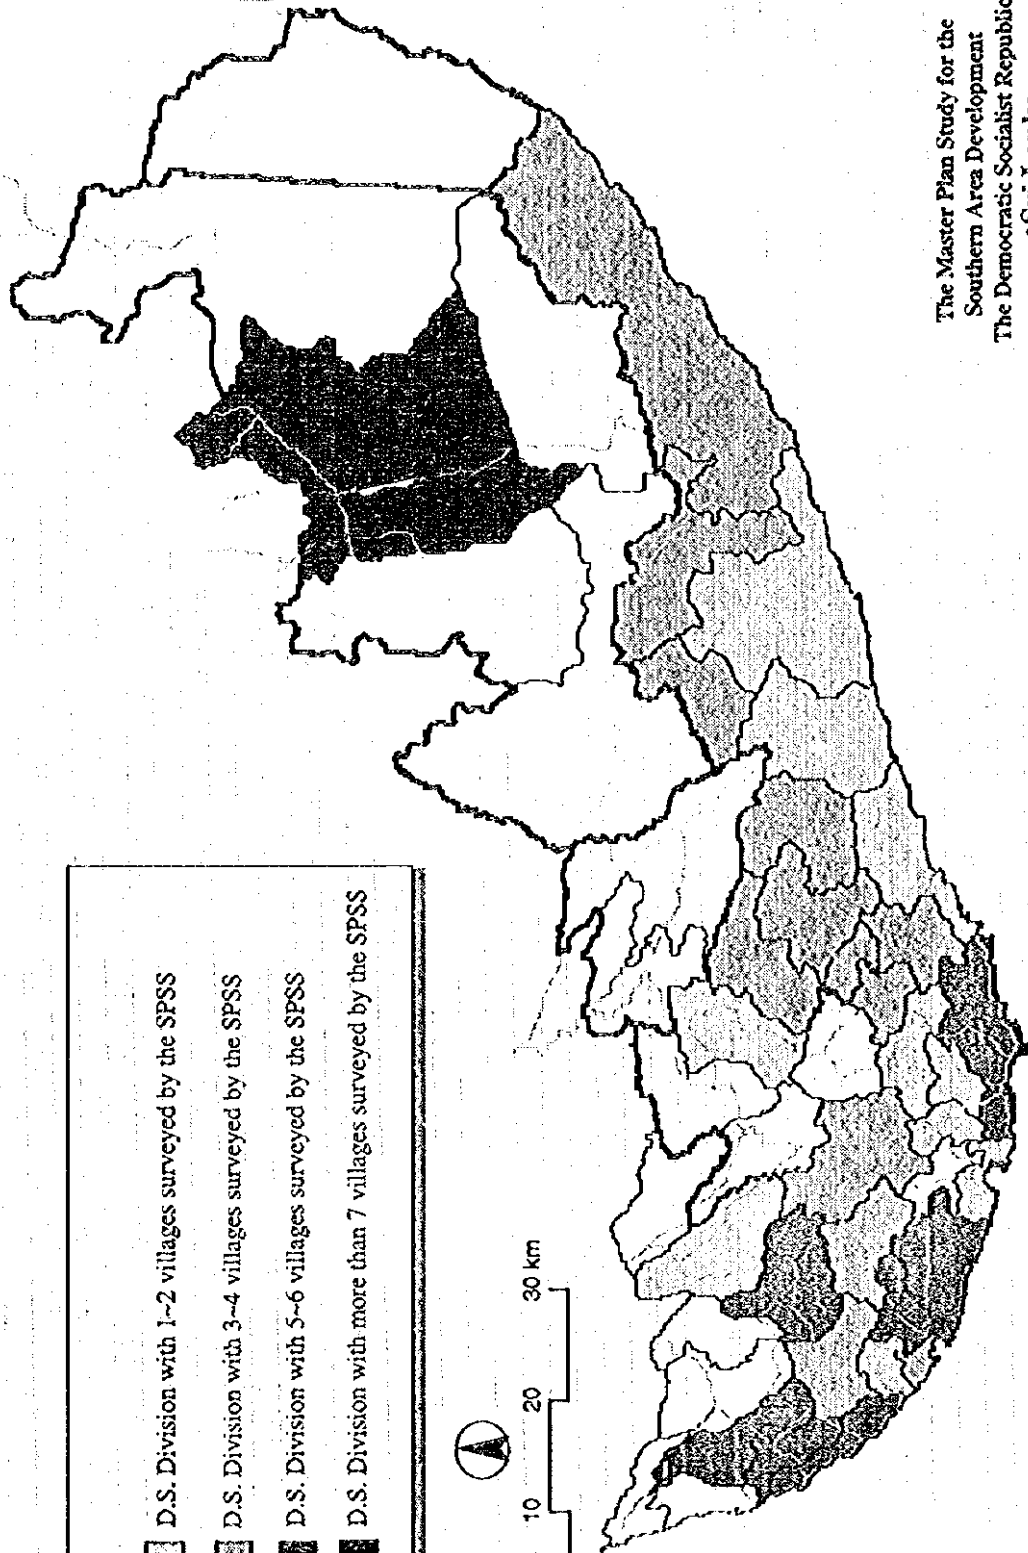 D.S. Division with 1~2 villages surveyed by the SPSS
D.S. Division with 3~4 villages surveyed by the SPSS
D.S. Division with 5~6 villages surveyed by the SPSS
D.S. Division with more than 7 villages surveyed by the SPSS
10 20 30 km
The Master Plan Study for the
Southern Area Development
The Democratic Socialist Republic
Sri Lanka